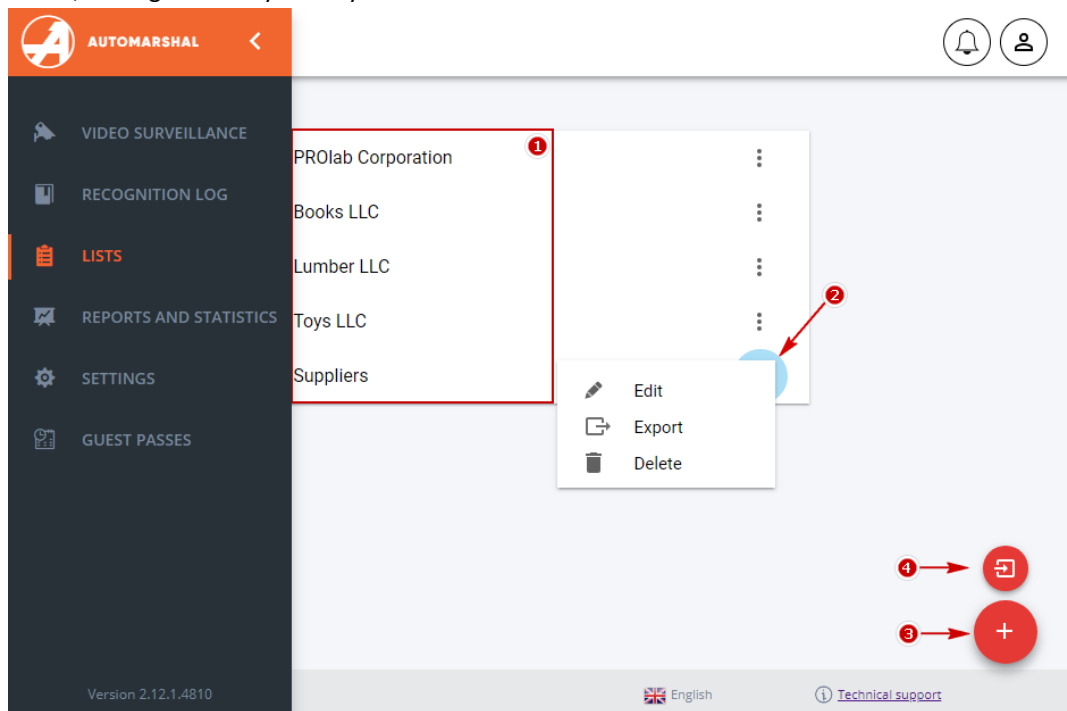 AUTOMARSHAL
VIDEO SURVEILLANCE
RECOGNITION LOG
LISTS
REPORTS AND STATISTICS
SETTINGS
GUEST PASSES
Version 2.12.1.4810
1
PROlab Corporation
Books LLC
Lumber LLC
Toys LLC
Suppliers
2
Edit
Export
Delete
4
3
English
Technical support